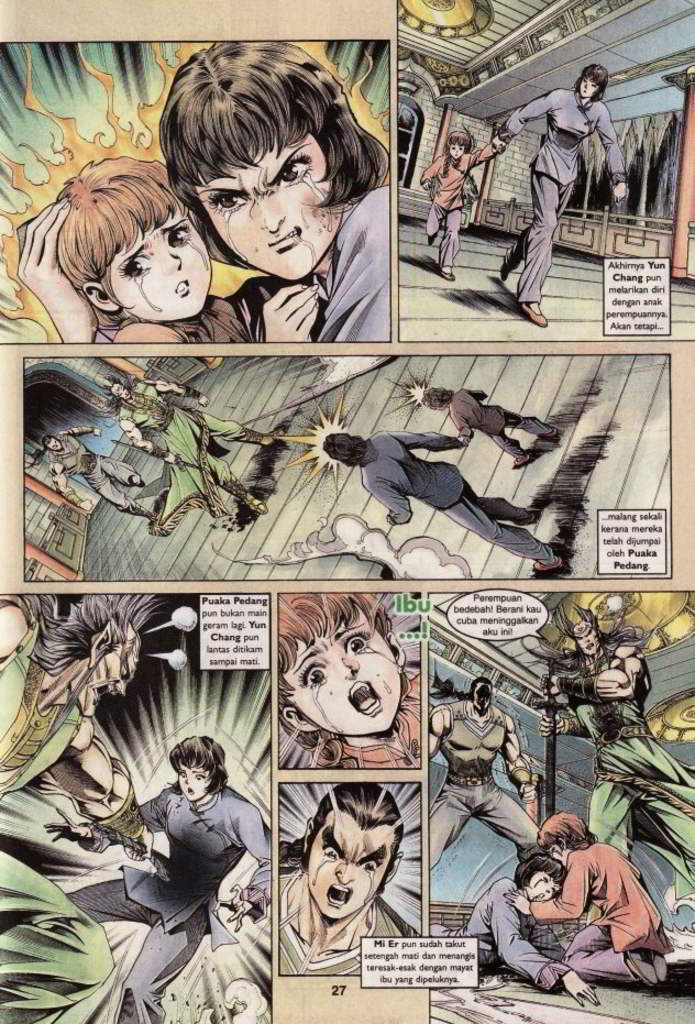 Akhirnya Yun
Chang pun
melarikan diri
dengan anak
perempuannya.
Akan tetapi...
...malang sekali
kerana mereka
telah dijumpai
oleh Puaka
Pedang.
Puaka Pedang
pun bukan main
geram lagi. Yun
Chang pun
lantas ditikam
sampai mati.
Ibu
...!
Perempuan
bedebah! Berani kau
cuba meninggalkan
aku ini!
Mi Er pun sudah takut
setengah mati dan menangis
teresak-esak dengan mayat
ibu yang dipeluknya.
27